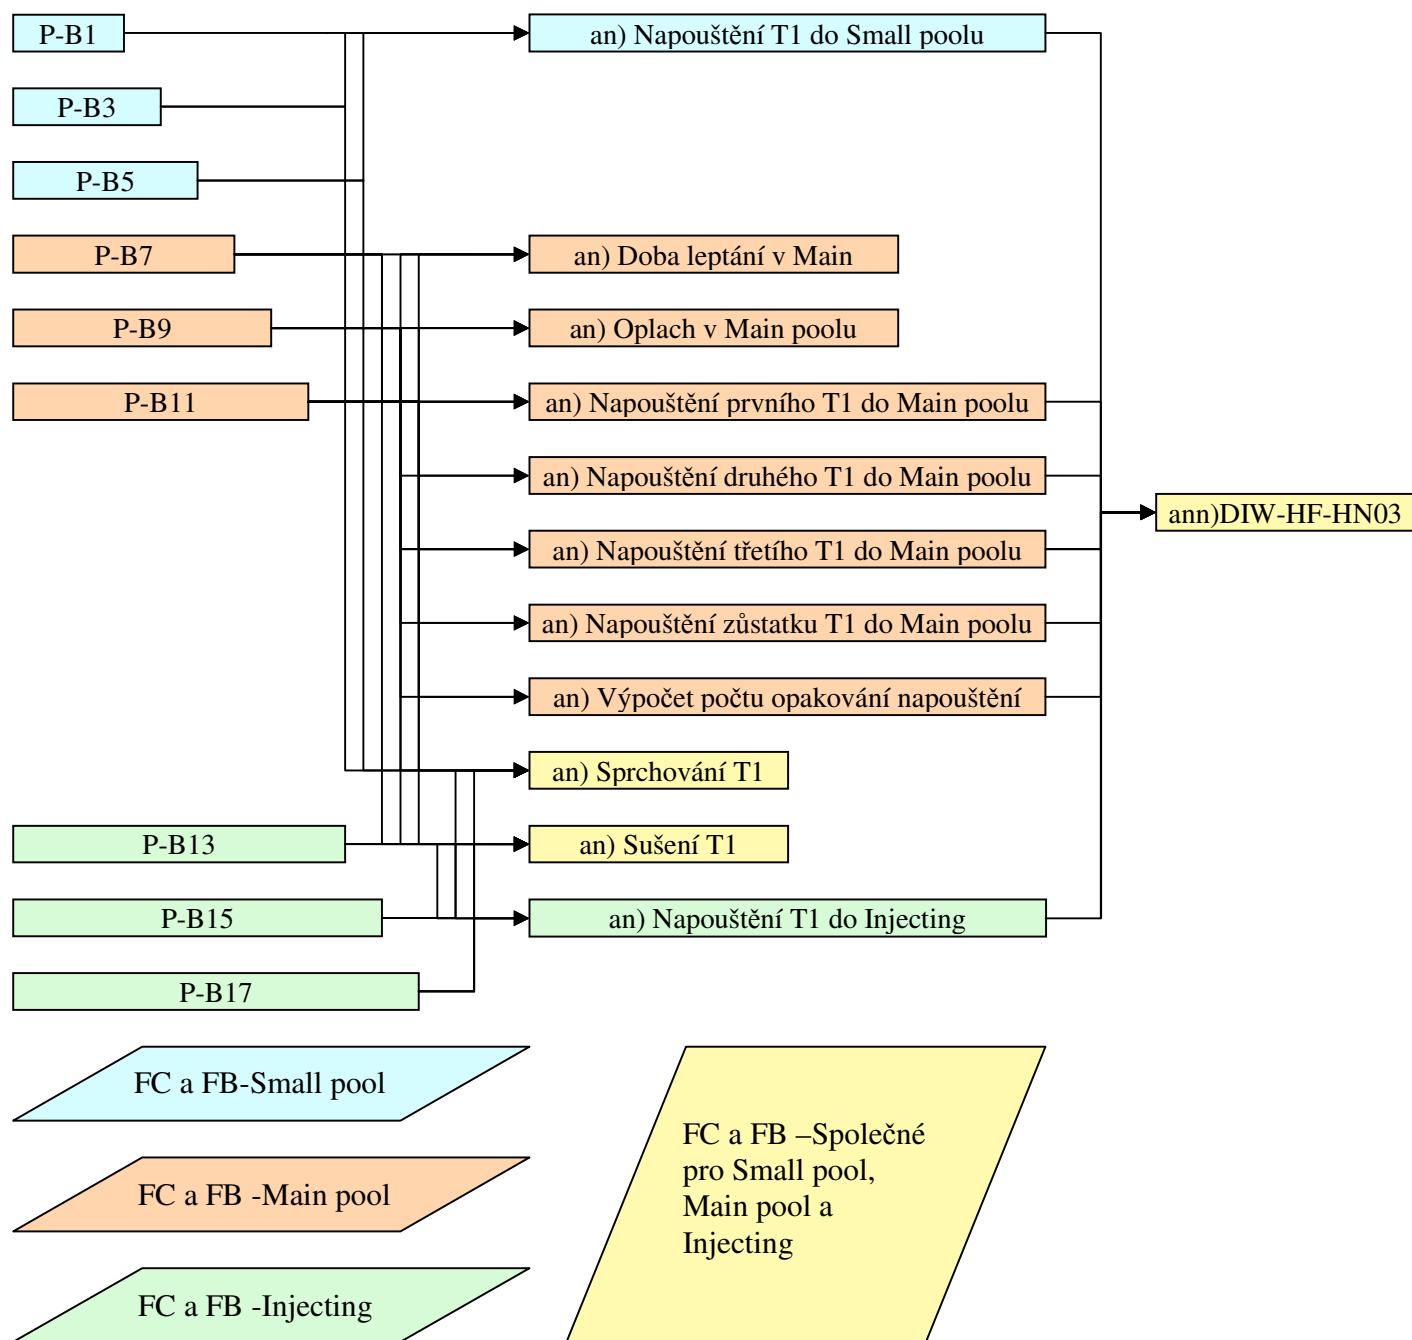 P-B1
an) Napouštění T1 do Small poolu
P-B3
P-B5
P-B7
an) Doba leptání v Main
P-B9
an) Oplach v Main poolu
P-B11
an) Napouštění prvního T1 do Main poolu
an) Napouštění druhého T1 do Main poolu
ann)DIW-HF-HN03
an) Napouštění třetího T1 do Main poolu
an) Napouštění zůstatku T1 do Main poolu
an) Výpočet počtu opakování napouštění
an) Sprchování T1
P-B13
an) Sušení T1
P-B15
an) Napouštění T1 do Injecting
P-B17
FC a FB-Small pool
FC a FB -Main pool
FC a FB -Injecting
FC a FB –Společné
pro Small pool,
Main pool a
Injecting